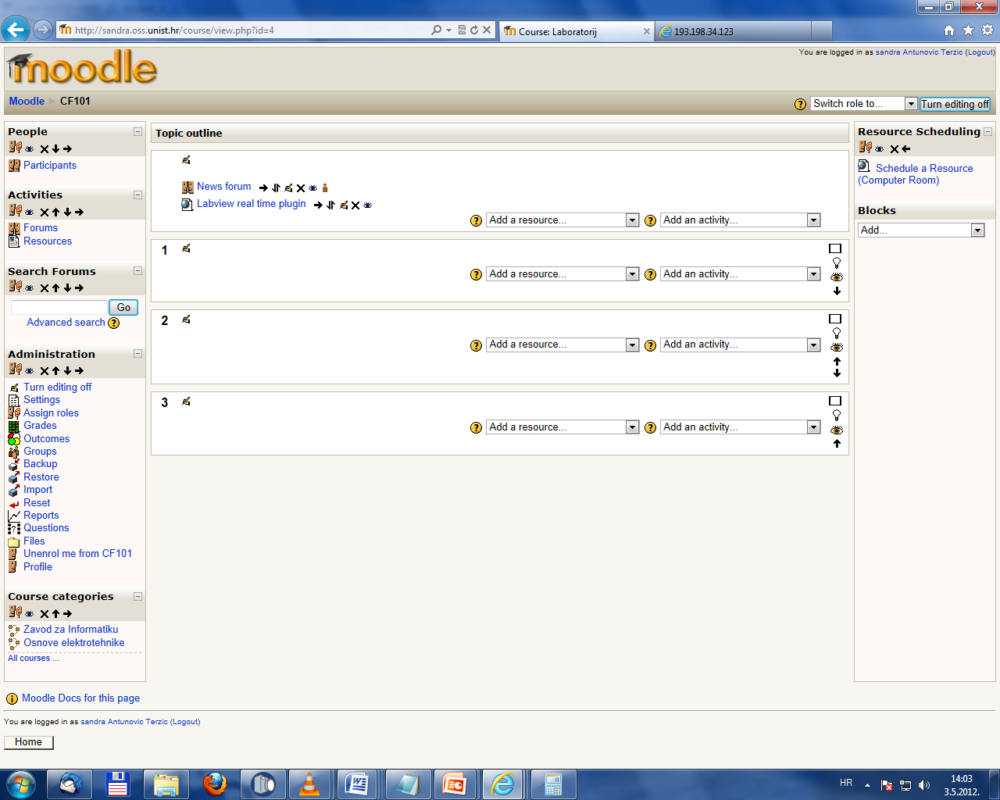 http://sandra.oss.unist.hr/course/view.php?id=4
Course: Laboratorij
193.198.34.123
moodle
You are logged in as sandra Antunovic Terzic (Logout)
Moodle ► CF101
Switch role to...
Turn editing off
People
Participants
Activities
Forums
Resources
Search Forums
Go
Advanced search
Administration
Turn editing off
Settings
Assign roles
Grades
Outcomes
Groups
Backup
Restore
Import
Reset
Reports
Questions
Files
Unenrol me from CF101
Profile
Course categories
Zavod za Informatiku
Osnove elektrotehnike
All courses ...
Topic outline
News forum
Labview real time plugin
Add a resource... Add an activity...
1
Add a resource... Add an activity...
2
Add a resource... Add an activity...
3
Add a resource... Add an activity...
Resource Scheduling
Schedule a Resource
(Computer Room)
Blocks
Add...
Moodle Docs for this page
You are logged in as sandra Antunovic Terzic (Logout)
Home
HR
14:03
3.5.2012.